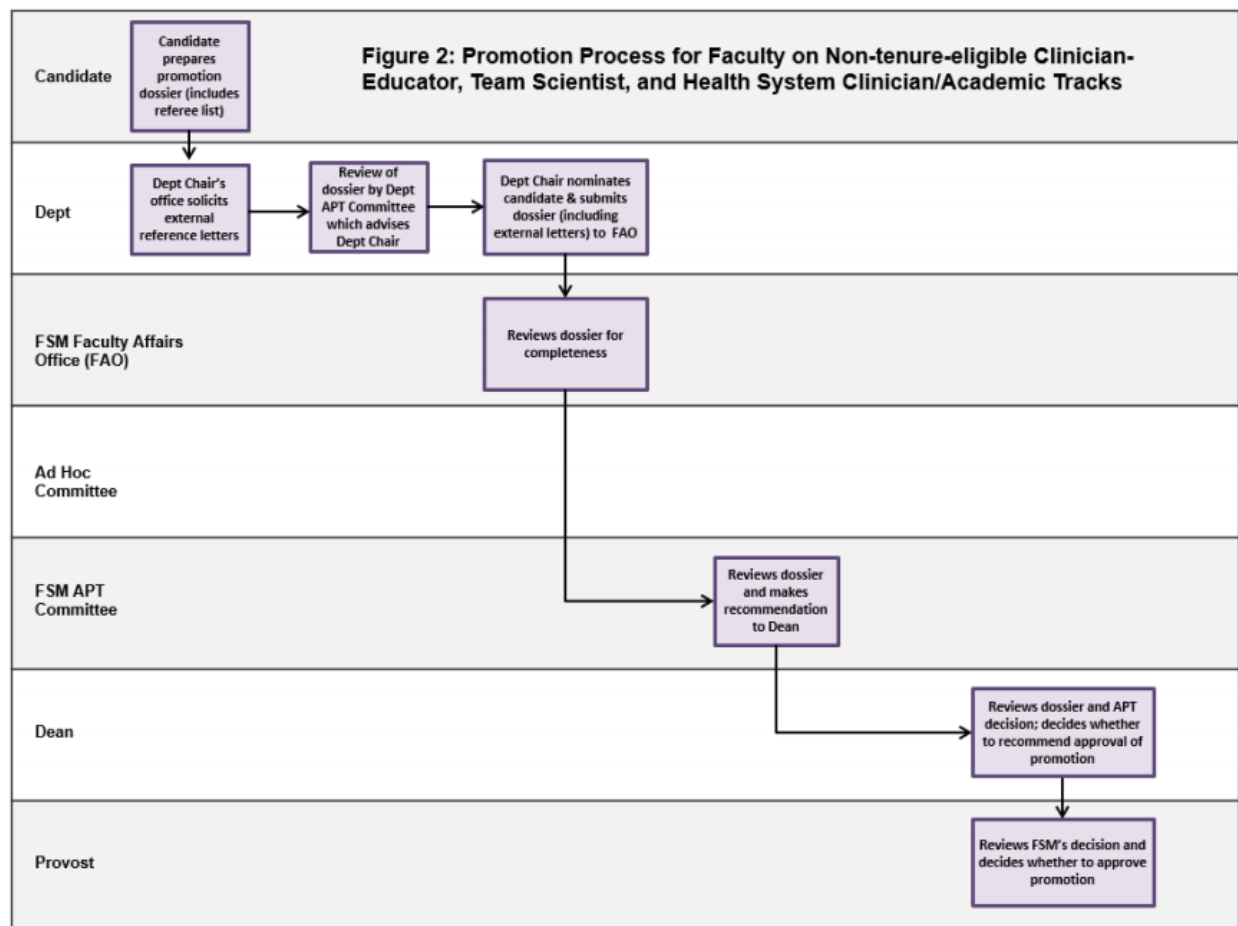 Figure 2: Promotion Process for Faculty on Non-tenure-eligible Clinician-
Educator, Team Scientist, and Health System Clinician/Academic Tracks
Candidate
Candidate
prepares
promotion
dossier (includes
referee list)
Dept
Dept Chair's
office solicits
external
reference letters
Review of
dossier by Dept
APT Committee
which advises
Dept Chair
Dept Chair nominates
candidate & submits
dossier (including
external letters) to FAO
FSM Faculty Affairs
Office (FAO)
Reviews dossier for
completeness
Ad Hoc
Committee
FSM APT
Committee
Reviews dossier
and makes
recommendation
to Dean
Dean
Reviews dossier and APT
decision; decides whether
to recommend approval of
promotion
Provost
Reviews FSM's decision and
decides whether to approve
promotion